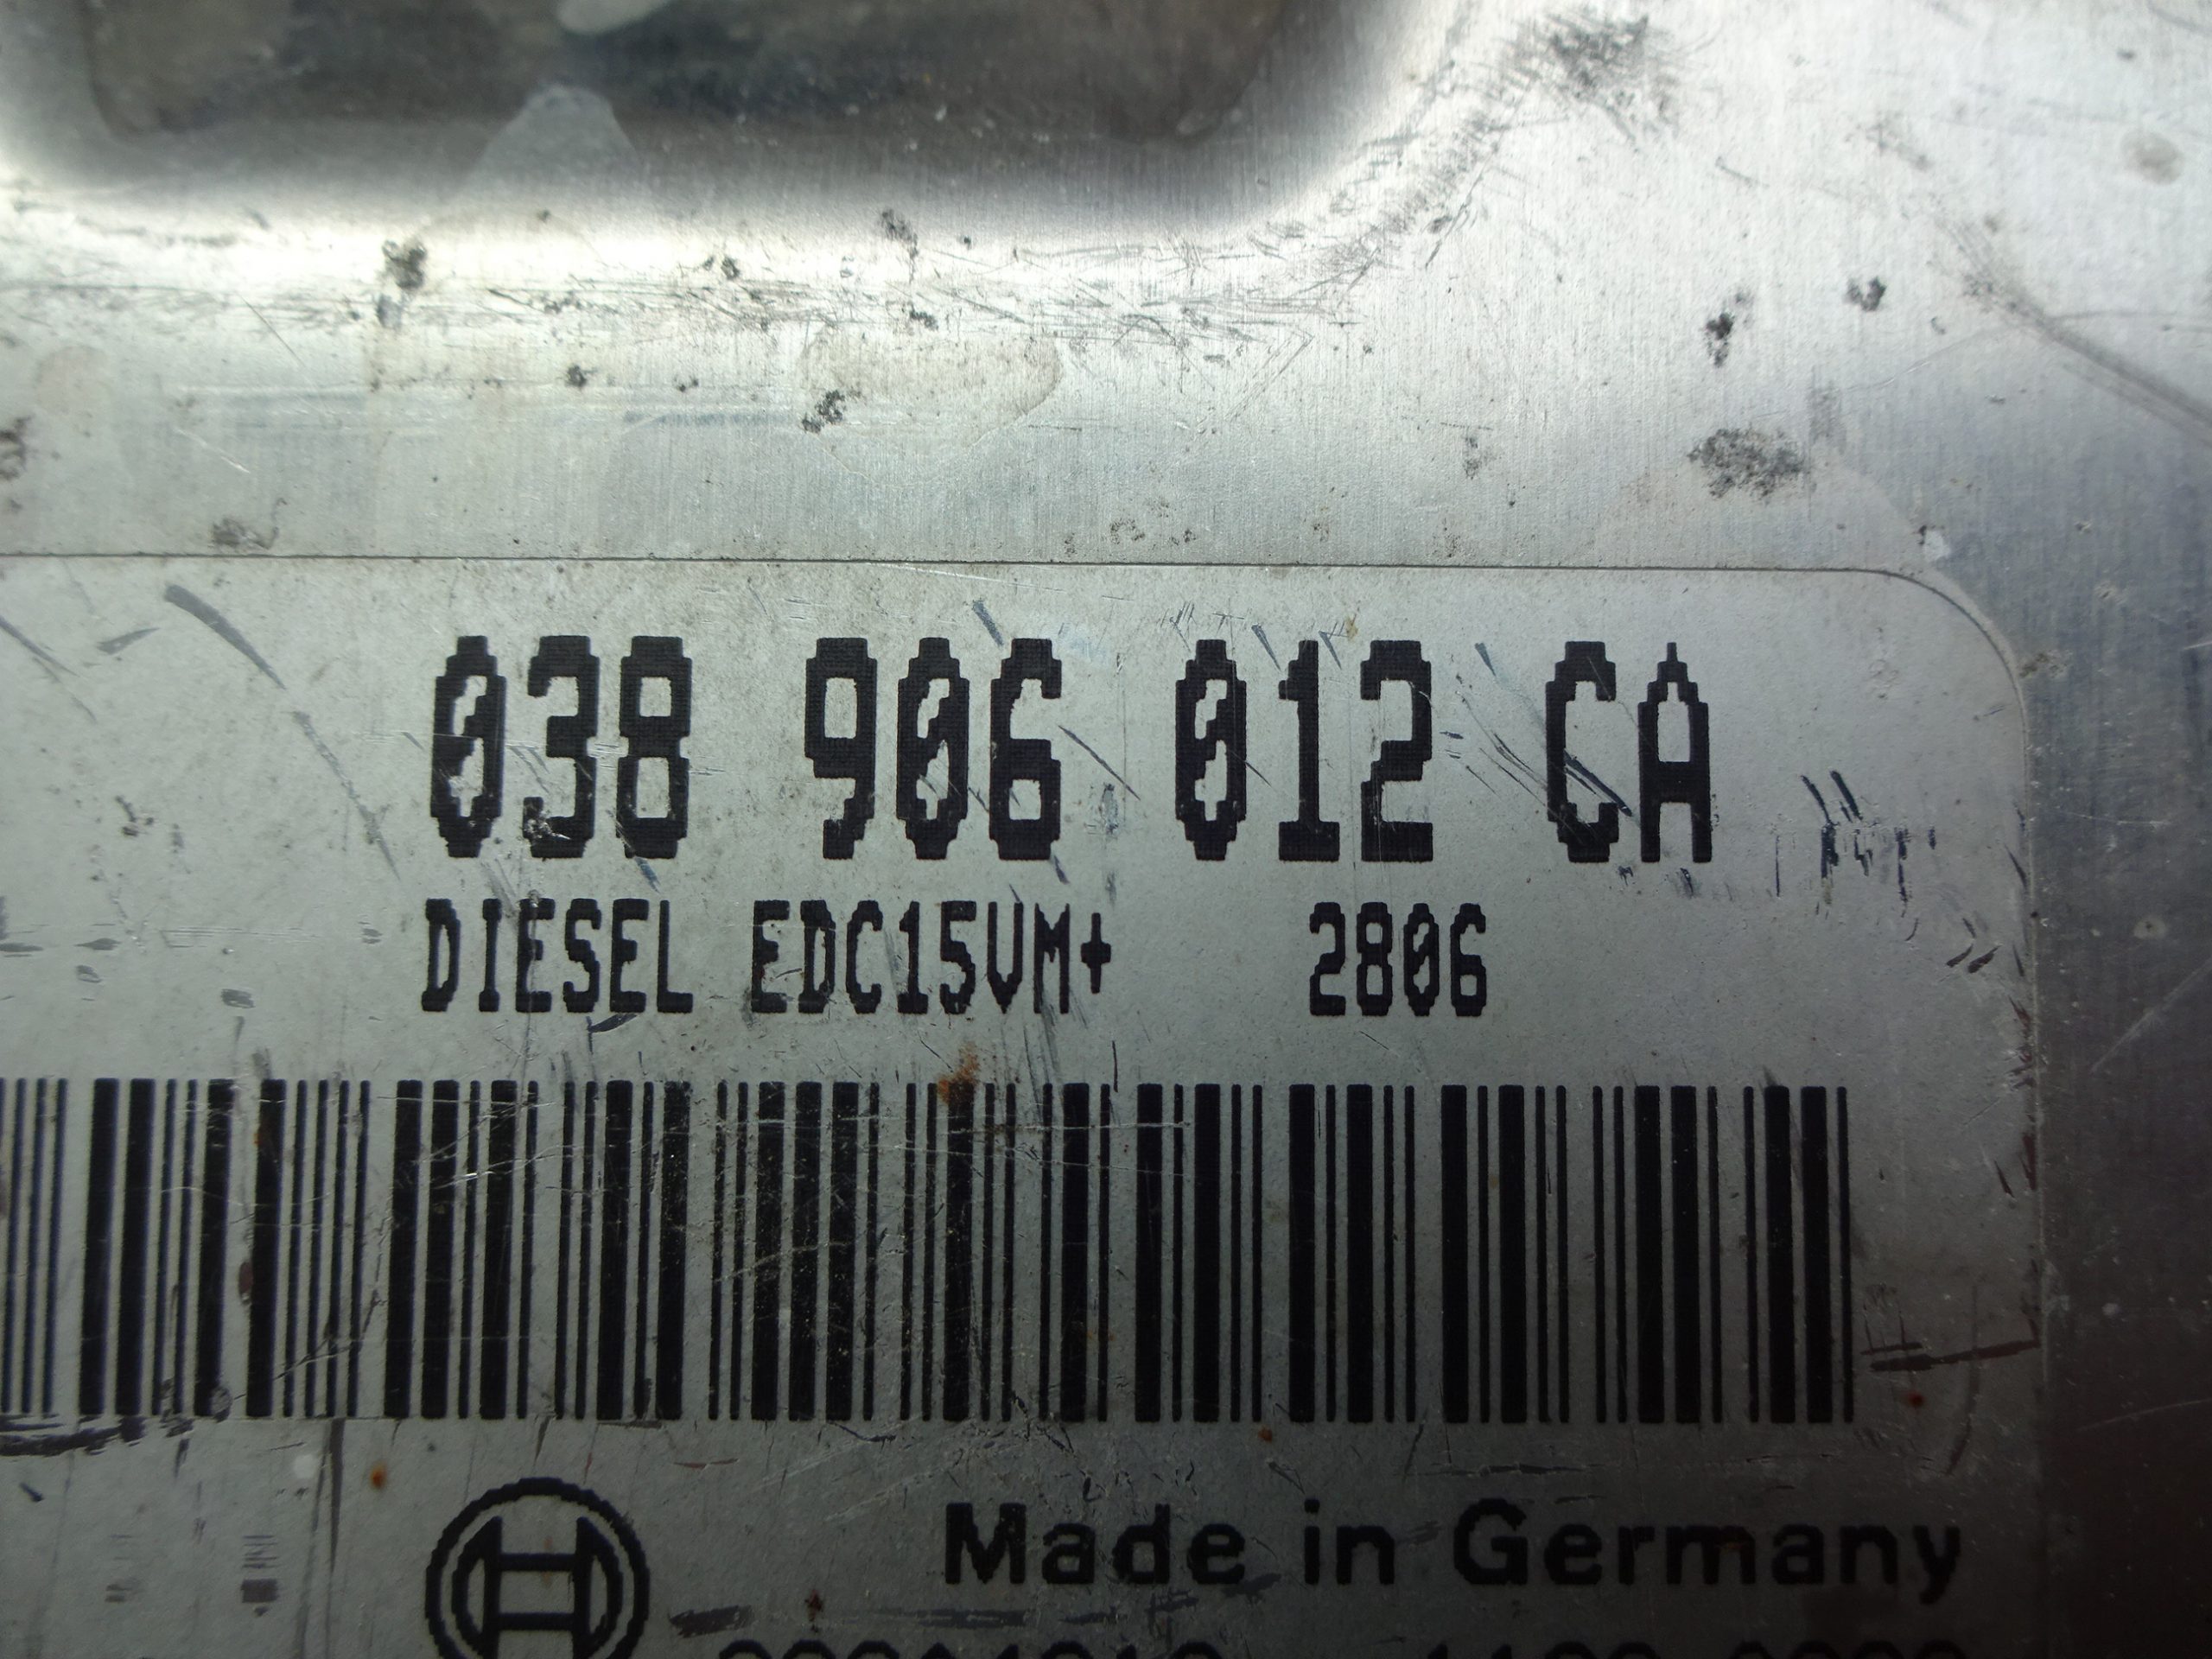 038 906 012 CA
DIESEL EDC15VM+ 2806
Made in Germany